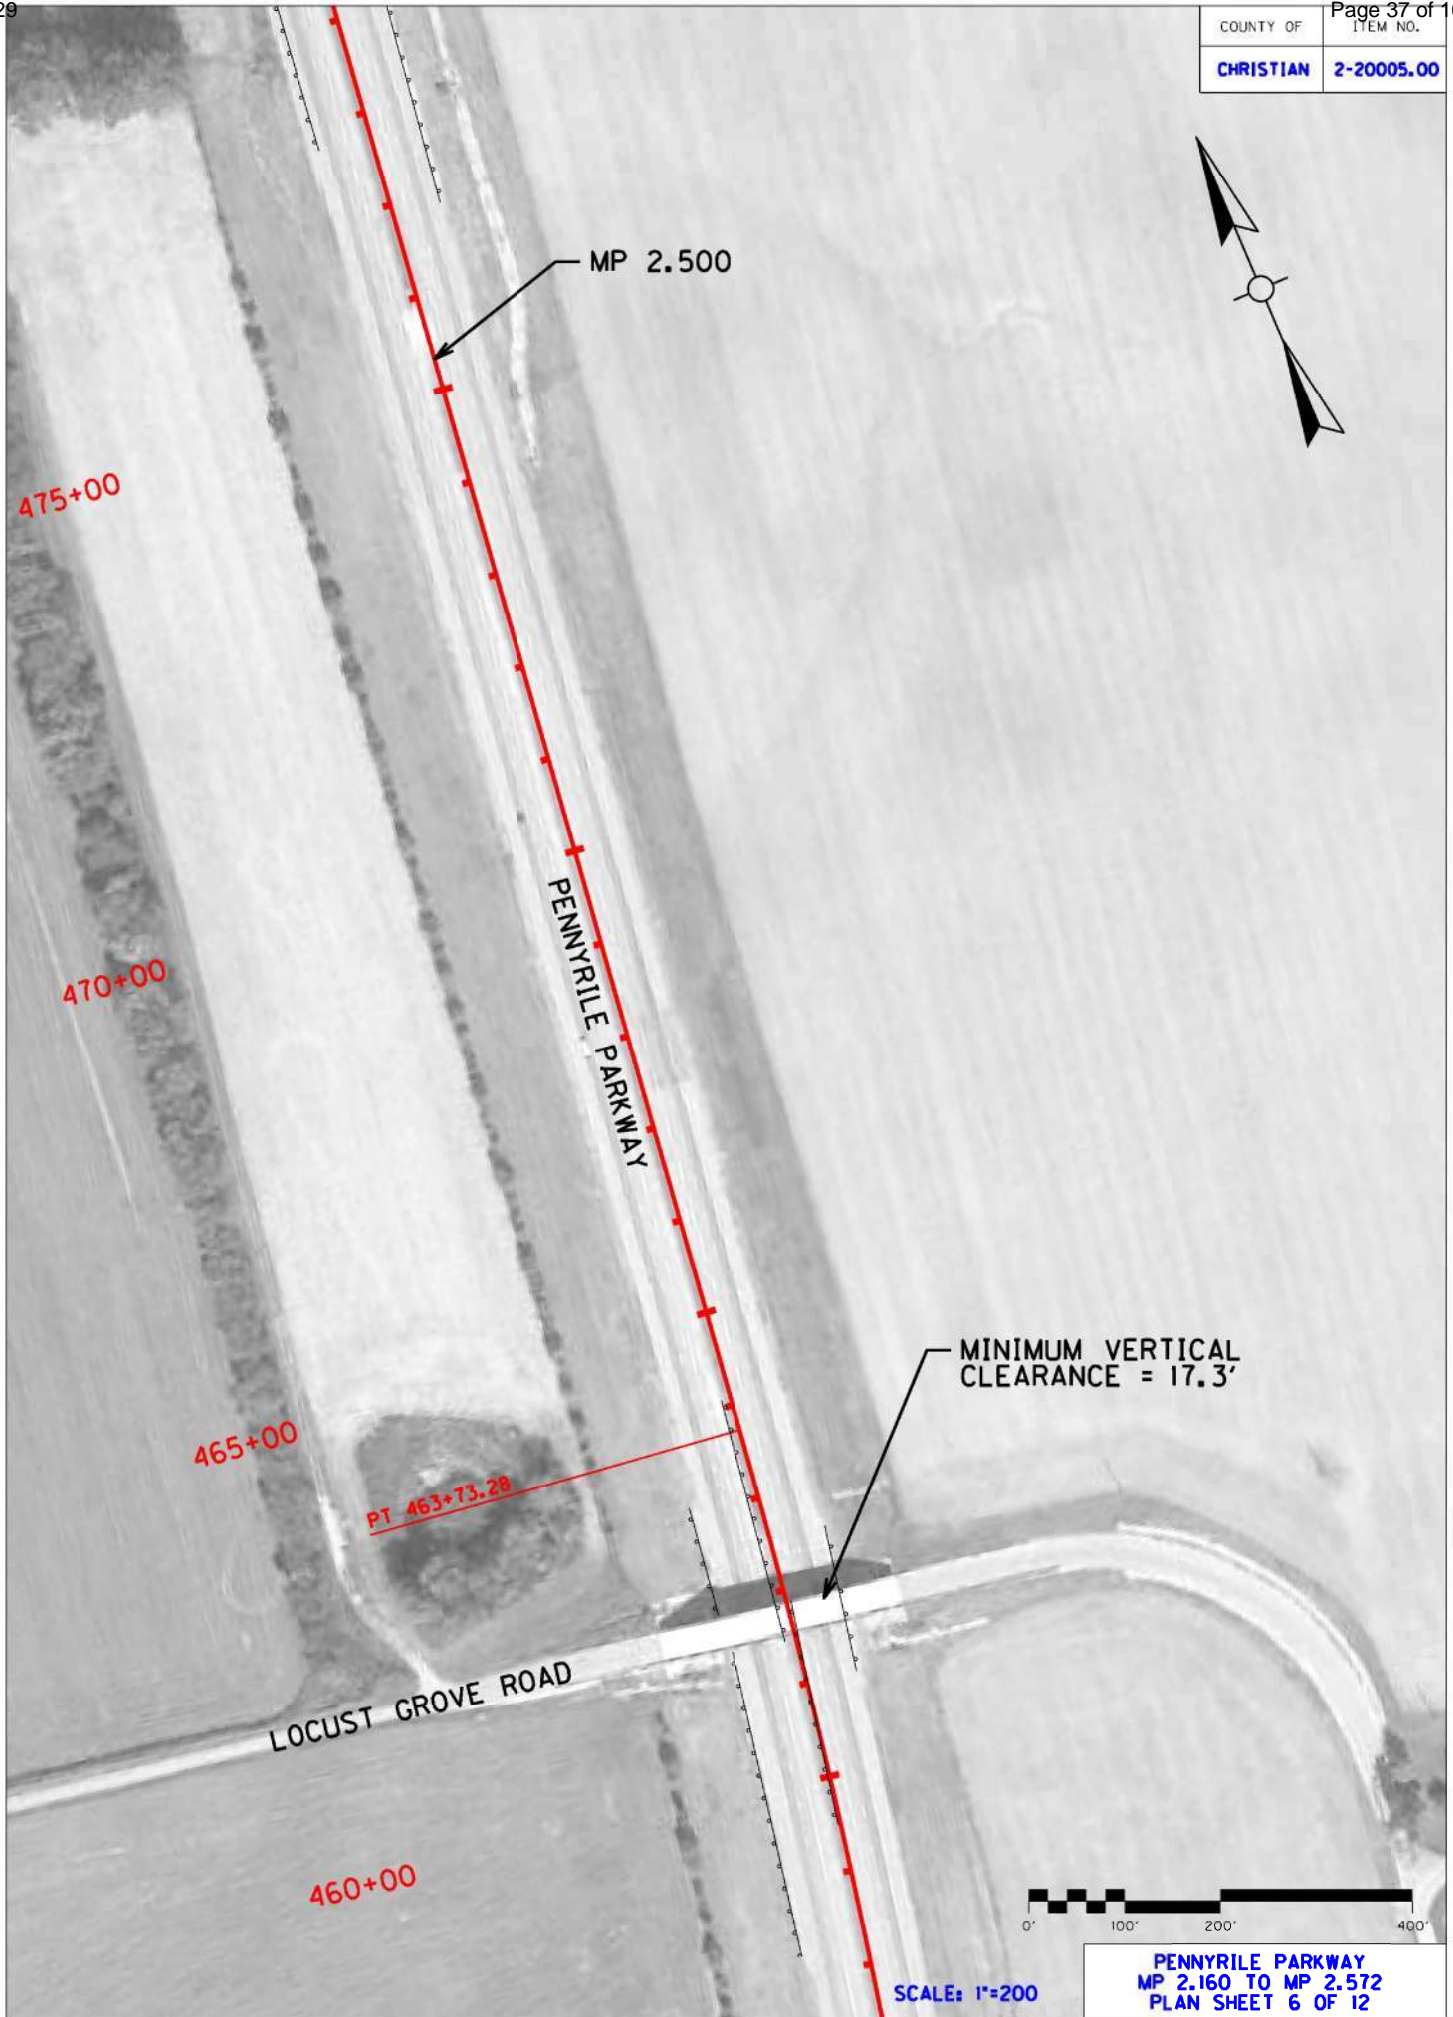 29
Page 37 of 1
COUNTY OF
ITEM NO.
CHRISTIAN
2-20005.00
MP 2.500
475+00
PENNYRILE PARKWAY
470+00
MINIMUM VERTICAL
CLEARANCE = 17.3'
465+00
PT 463+73.28
LOCUST GROVE ROAD
460+00
0'
100'
200'
400'
SCALE: 1"=200
PENNYRILE PARKWAY
MP 2.160 TO MP 2.572
PLAN SHEET 6 OF 12